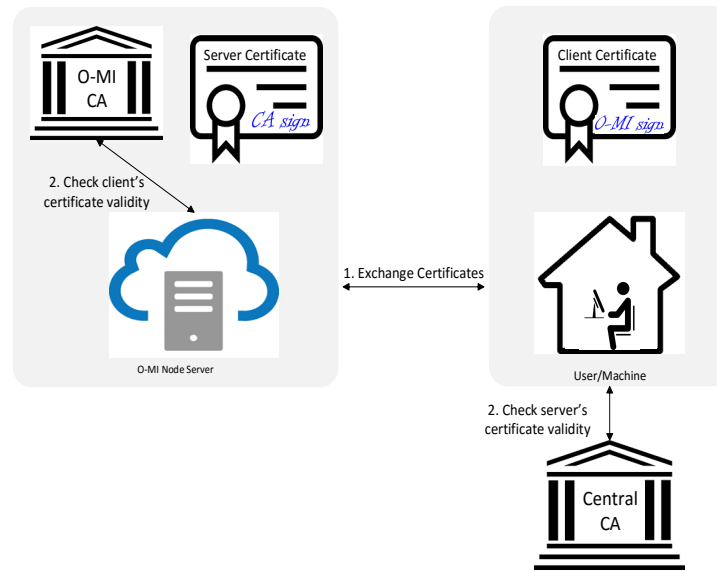 O-MI
CA
Server Certificate
CA sign
2. Check client's
certificate validity
O-MI Node Server
1. Exchange Certificates
Client Certificate
O-MI sign
User/Machine
2. Check server's
certificate validity
Central
CA